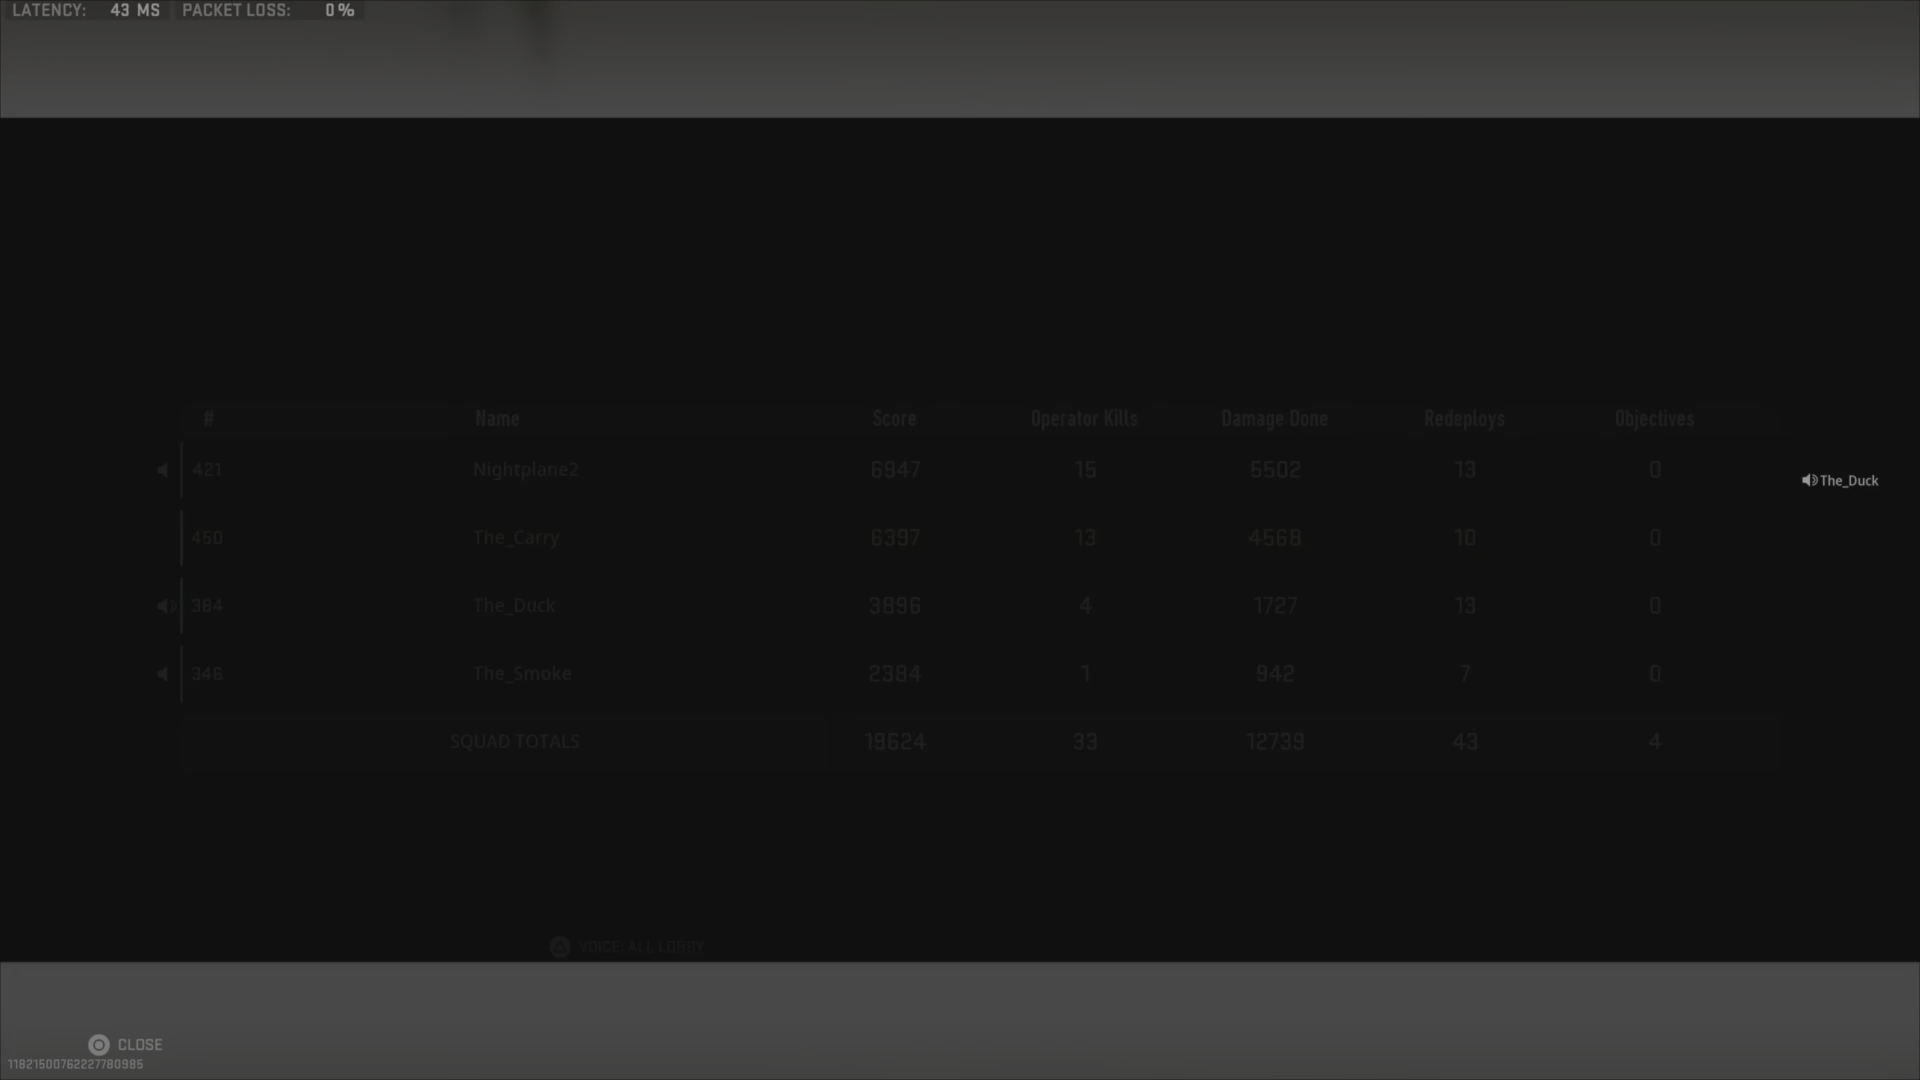 LATENCY: 43 MS PACKET LOSS: 0 %
# Name Score Operator Kills Damage Done Redeploys Objectives
421 Nightplane2 6947 15 5502 13 0
The_Duck
450 The_Carry 6397 13 4568 10 0
384 The_Duck 3896 4 1727 13 0
346 The_Smoke 2384 1 942 7 0
SQUAD TOTALS 19624 33 12739 43 4
VOICE: ALL LOBBY
CLOSE
11821500762227780985